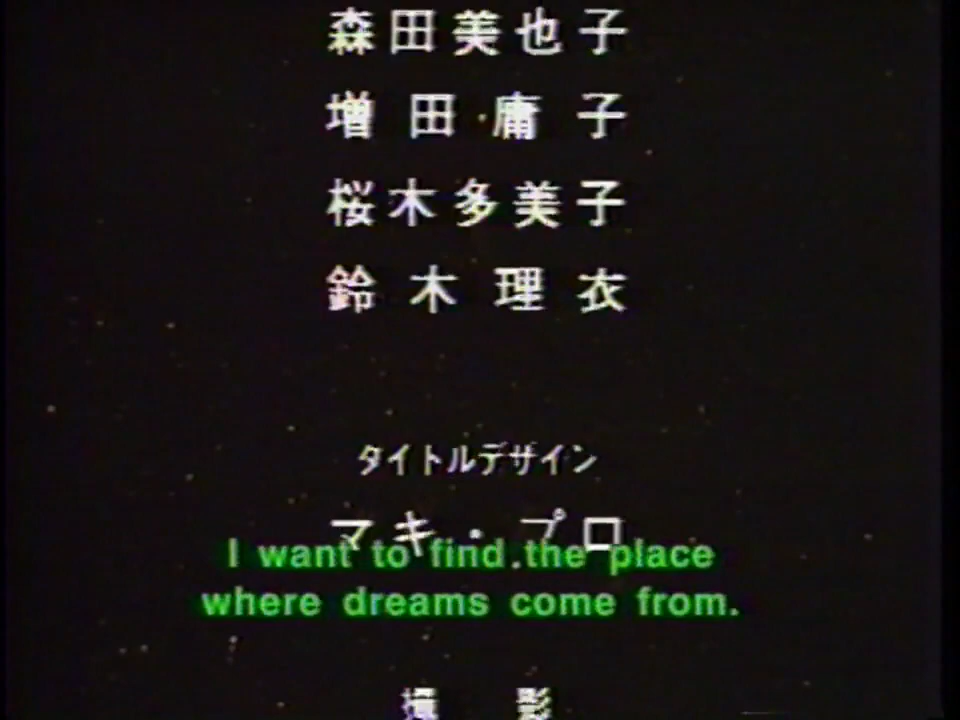 森田美也子
増田庸子
桜木多美子
鈴木理衣
タイトルデザイン
マキ・プロ
I want to find the place
where dreams come from.
撮影